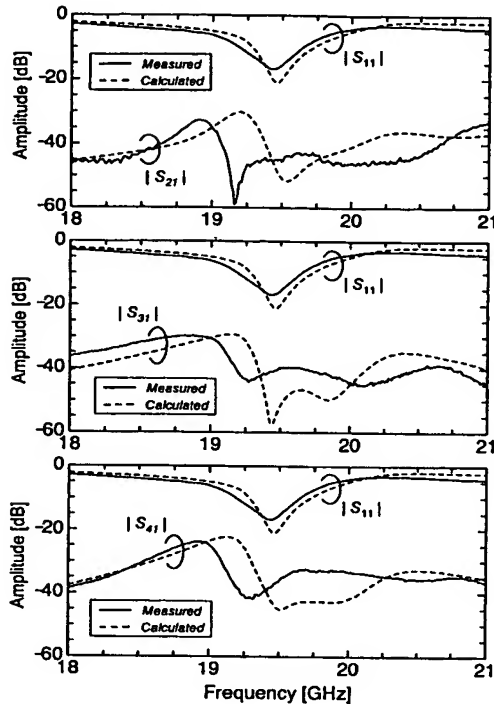 0
-20
-40
-60
Amplitude [dB]
Measured
Calculated
|S11|
|S21|
18
19
20
21
0
-20
-40
-60
Amplitude [dB]
|S11|
|S31|
Measured
Calculated
18
19
20
21
0
-20
-40
-60
Amplitude [dB]
|S11|
|S41|
Measured
Calculated
18
19
20
21
Frequency [GHz]